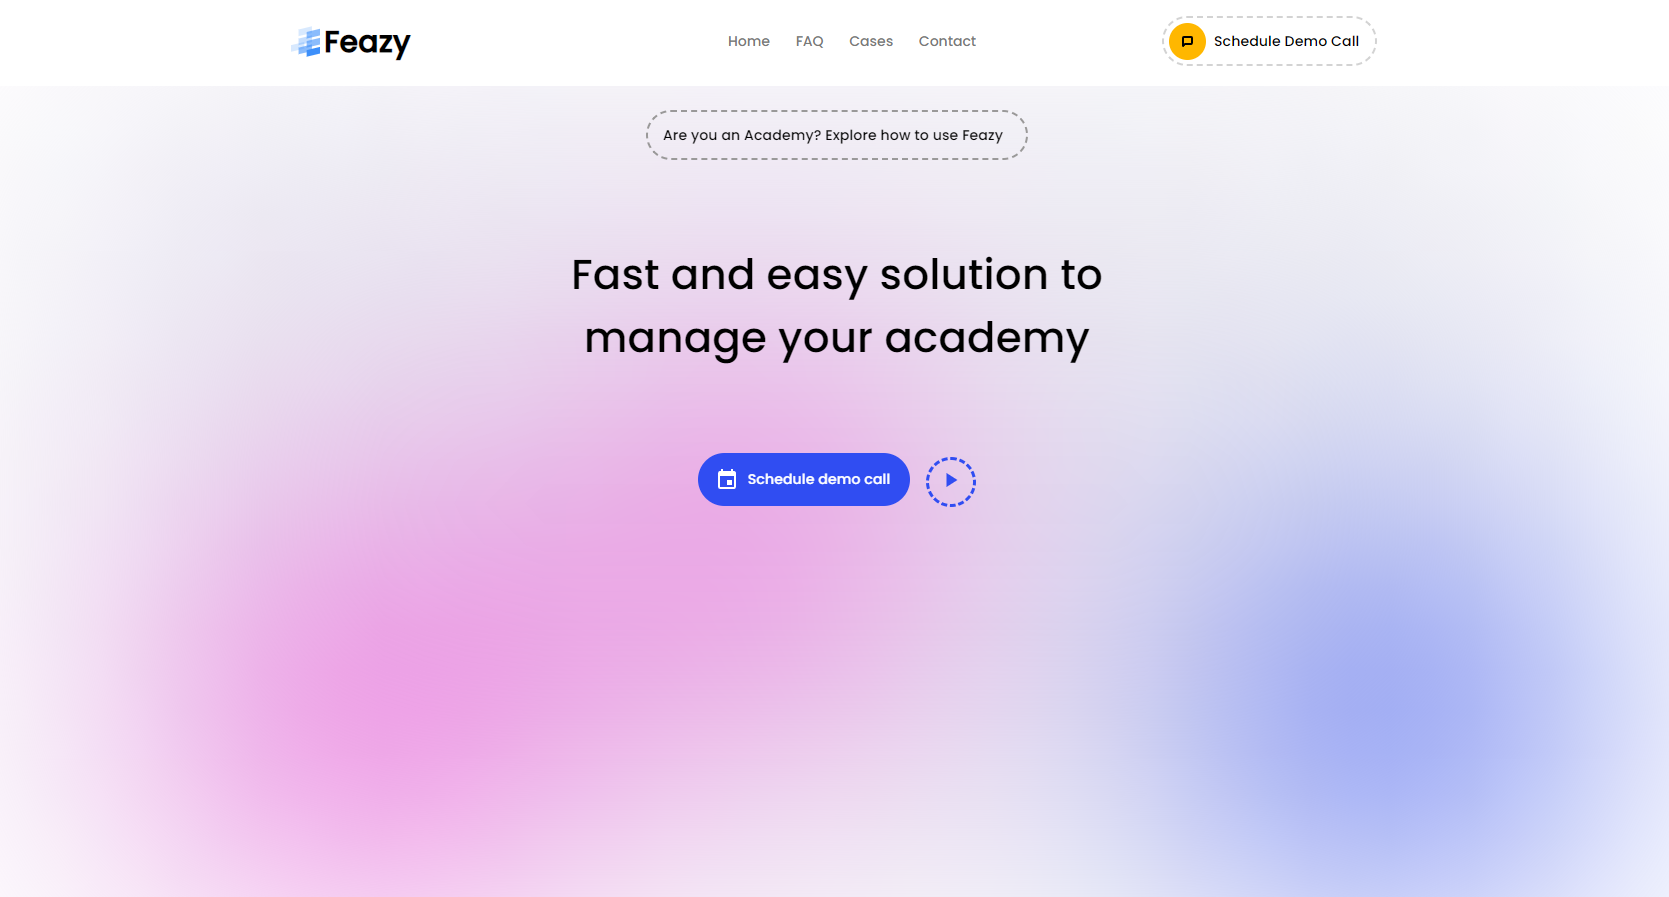 Feazy
Home FAQ Cases Contact
Schedule Demo Call
Are you an Academy? Explore how to use Feazy
Fast and easy solution to
manage your academy
Schedule demo call